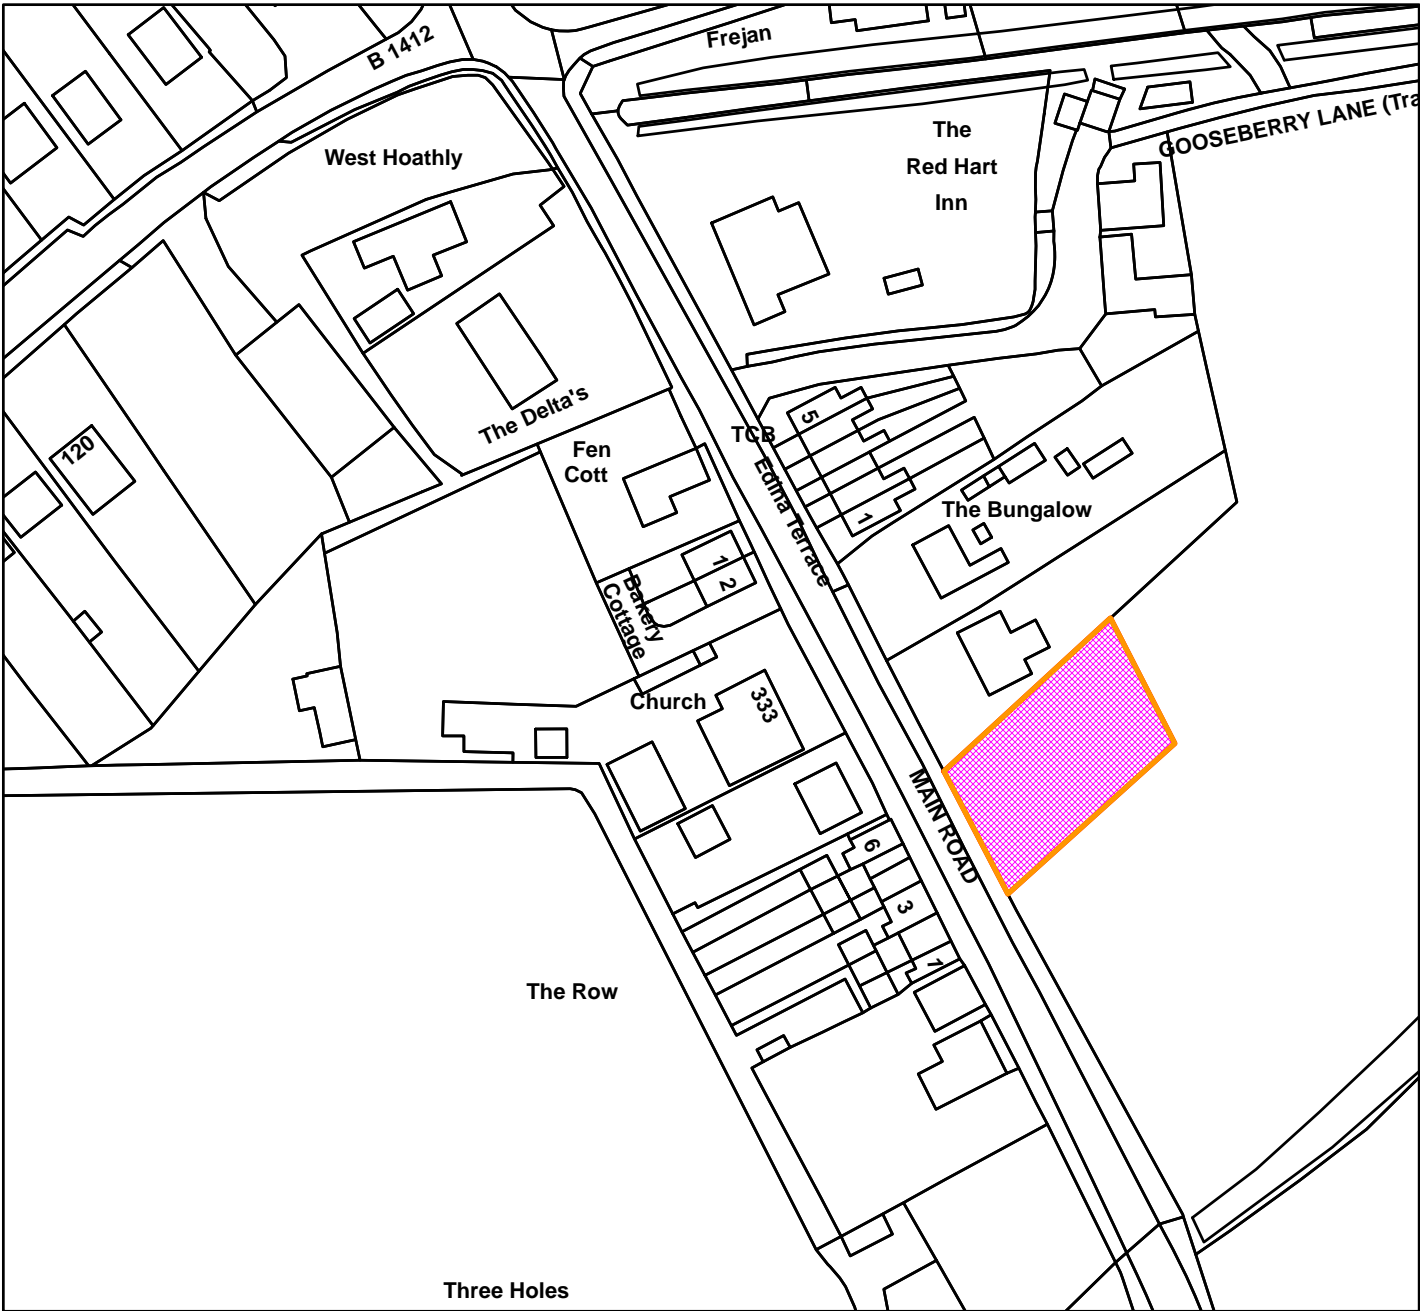 Frejan
B 1412
GOOSEBERRY LANE (Tra
The
Red Hart
Inn
West Hoathly
The Delta's
5
TCB
120
Fen
Cott
Edina Terrace
1
The Bungalow
1
2
Bakery
Cottage
Church
333
MAIN ROAD
6
3
1
The Row
Three Holes